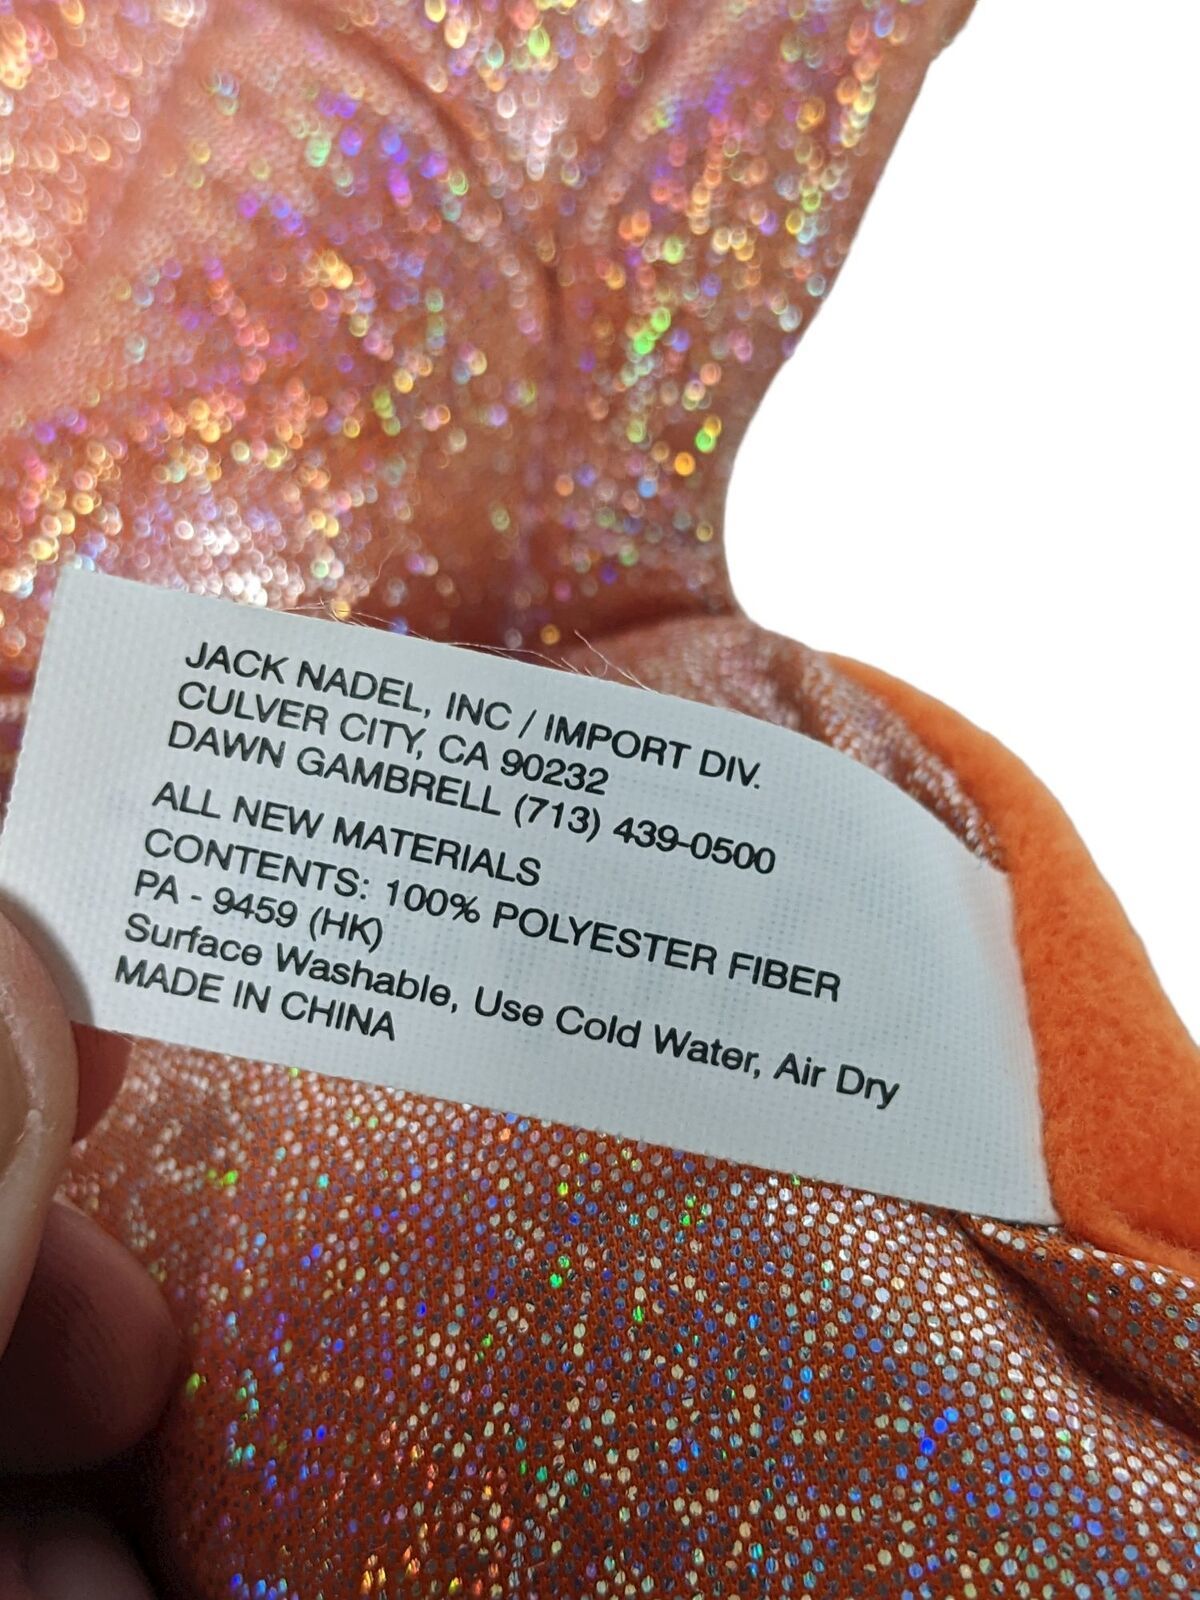 JACK NADEL, INC / IMPORT DIV.
CULVER CITY, CA 90232
DAWN GAMBRELL (713) 439-0500
ALL NEW MATERIALS
CONTENTS: 100% POLYESTER FIBER
PA - 9459 (HK)
Surface Washable, Use Cold Water, Air Dry
MADE IN CHINA